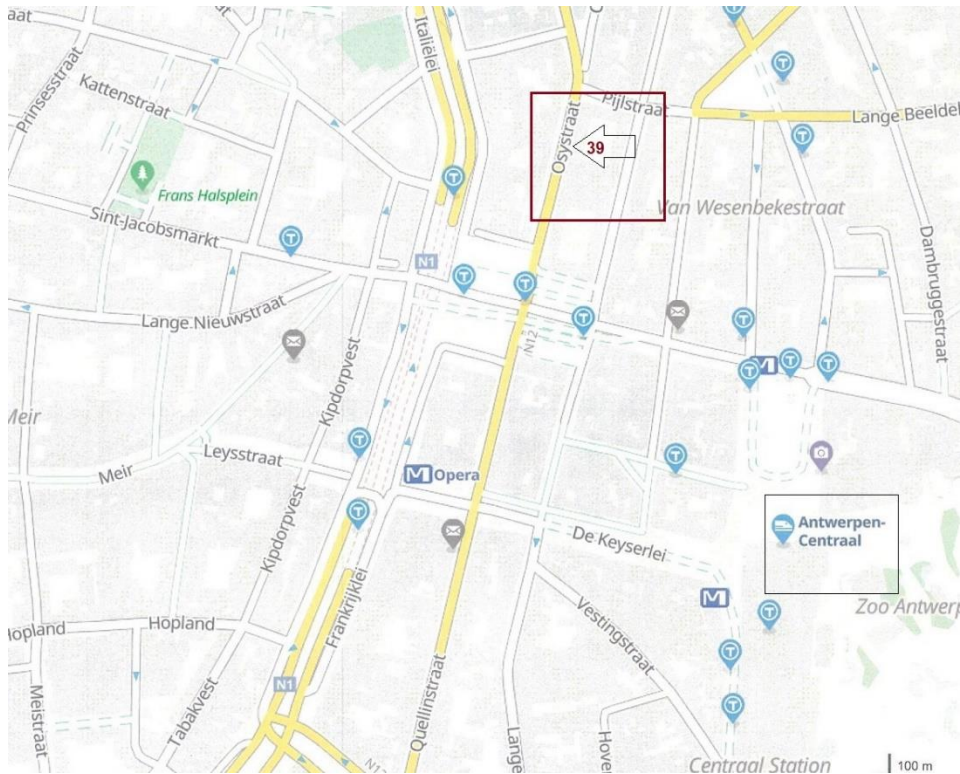 Italiëlei
Prinsesstraat
Kattenstraat
Pijlstraat
Lange Beeldel
Osystraat
39
Frans Halsplein
Van Wesenbekestraat
Sint-Jacobsmarkt
Dambruggestraat
N1
Lange Nieuwstraat
N12
Kipdorpvest
M
Meir
Leysstraat
Meir
M Opera
Antwerpen-
Centraal
De Keyserlei
Kipdorpvest
M
Zoo Antwerp
Hopland
Hopland
Frankrijklei
Vestingstraat
N1
Meistraat
Tabakvest
Quellinstraat
Lange
Hove
N12
Centraal Station
100 m